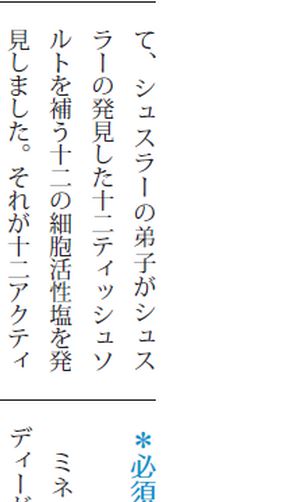 て、シュスラーの弟子がシュス
ラーの発見した十二ティッシュソ
ルトを補う十二の細胞活性塩を発
見しました。それが十二アクティ
＊必須
ミネ
ディード